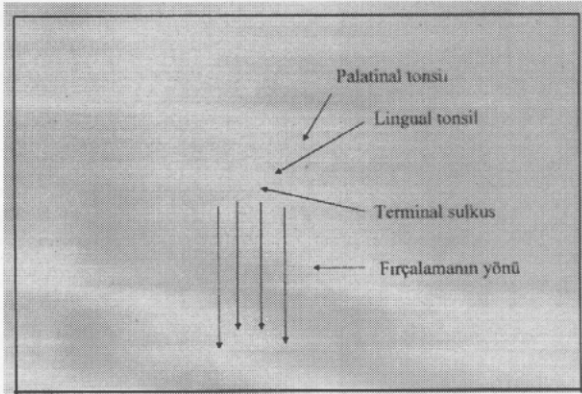 Palatinal tonsil
Lingual tonsil
Terminal sulkus
Fırçalamanın yönü